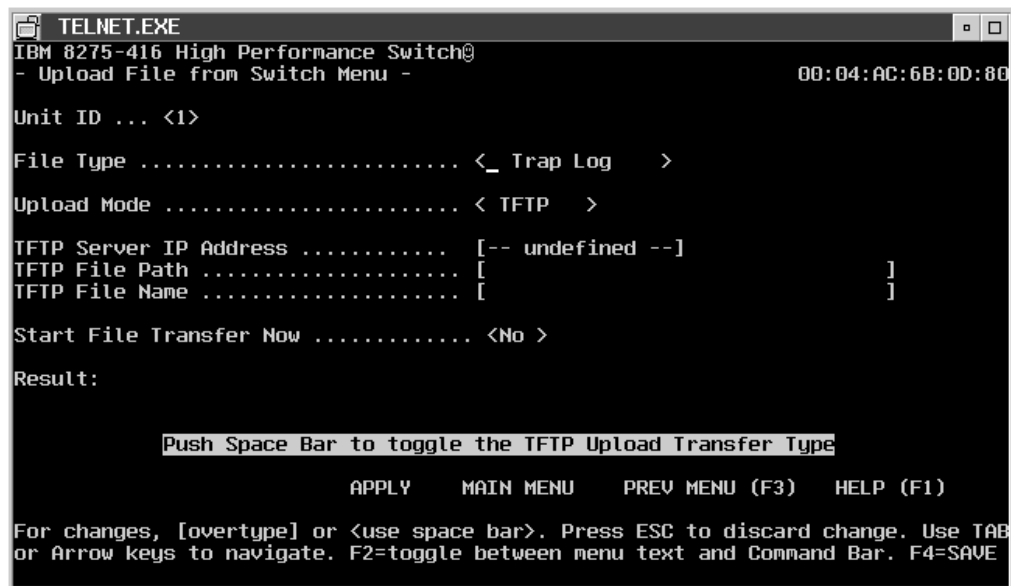 TELNET.EXE
IBM 8275-416 High Performance Switch@
- Upload File from Switch Menu - 00:04:AC:6B:0D:80
Unit ID ... <1>
File Type .......................... <_ Trap Log >
Upload Mode ........................ < TFTP >
TFTP Server IP Address ............ [-- undefined --]
TFTP File Path ..................... [ ]
TFTP File Name ..................... [ ]
Start File Transfer Now ............. <No >
Result:
Push Space Bar to toggle the TFTP Upload Transfer Type
APPLY MAIN MENU PREV MENU (F3) HELP (F1)
For changes, [overtype] or <use space bar>. Press ESC to discard change. Use TAB
or Arrow keys to navigate. F2=toggle between menu text and Command Bar. F4=SAVE